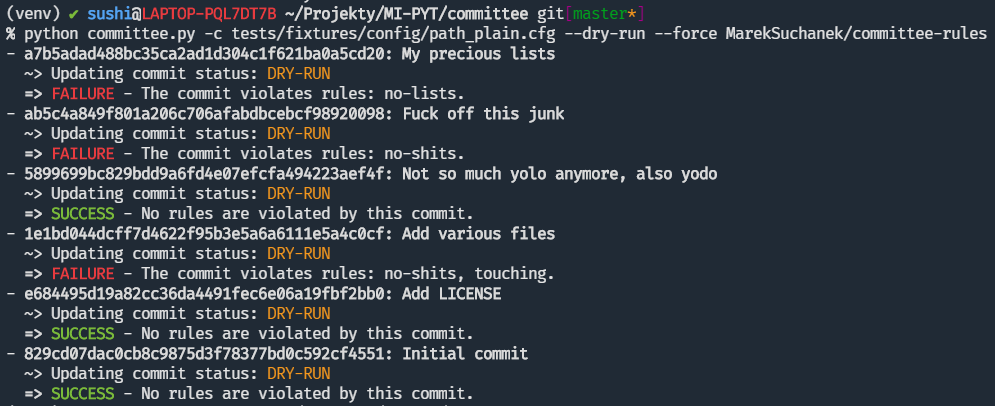 (venv) ✔ sushi@LAPTOP-PQL7DT7B ~/Projekty/MI-PYT/committee git[master*]
% python committee.py -c tests/fixtures/config/path_plain.cfg --dry-run --force MarekSuchanek/committee-rules
- a7b5adad488bc35ca2ad1d304c1f621ba0a5cd20: My precious lists
  ~> Updating commit status: DRY-RUN
  => FAILURE - The commit violates rules: no-lists.
- ab5c4a849f801a206c706afabdbcebcf98920098: Fuck off this junk
  ~> Updating commit status: DRY-RUN
  => FAILURE - The commit violates rules: no-shits.
- 5899699bc829bdd9a6fd4e07efcfa494223aef4f: Not so much yolo anymore, also yodo
  ~> Updating commit status: DRY-RUN
  => SUCCESS - No rules are violated by this commit.
- 1e1bd044dcff7d4622f95b3e5a6a6111e5a4c0cf: Add various files
  ~> Updating commit status: DRY-RUN
  => FAILURE - The commit violates rules: no-shits, touching.
- e684495d19a82cc36da4491fec6e06a19fbf2bb0: Add LICENSE
  ~> Updating commit status: DRY-RUN
  => SUCCESS - No rules are violated by this commit.
- 829cd07dac0cb8c9875d3f78377bd0c592cf4551: Initial commit
  ~> Updating commit status: DRY-RUN
  => SUCCESS - No rules are violated by this commit.